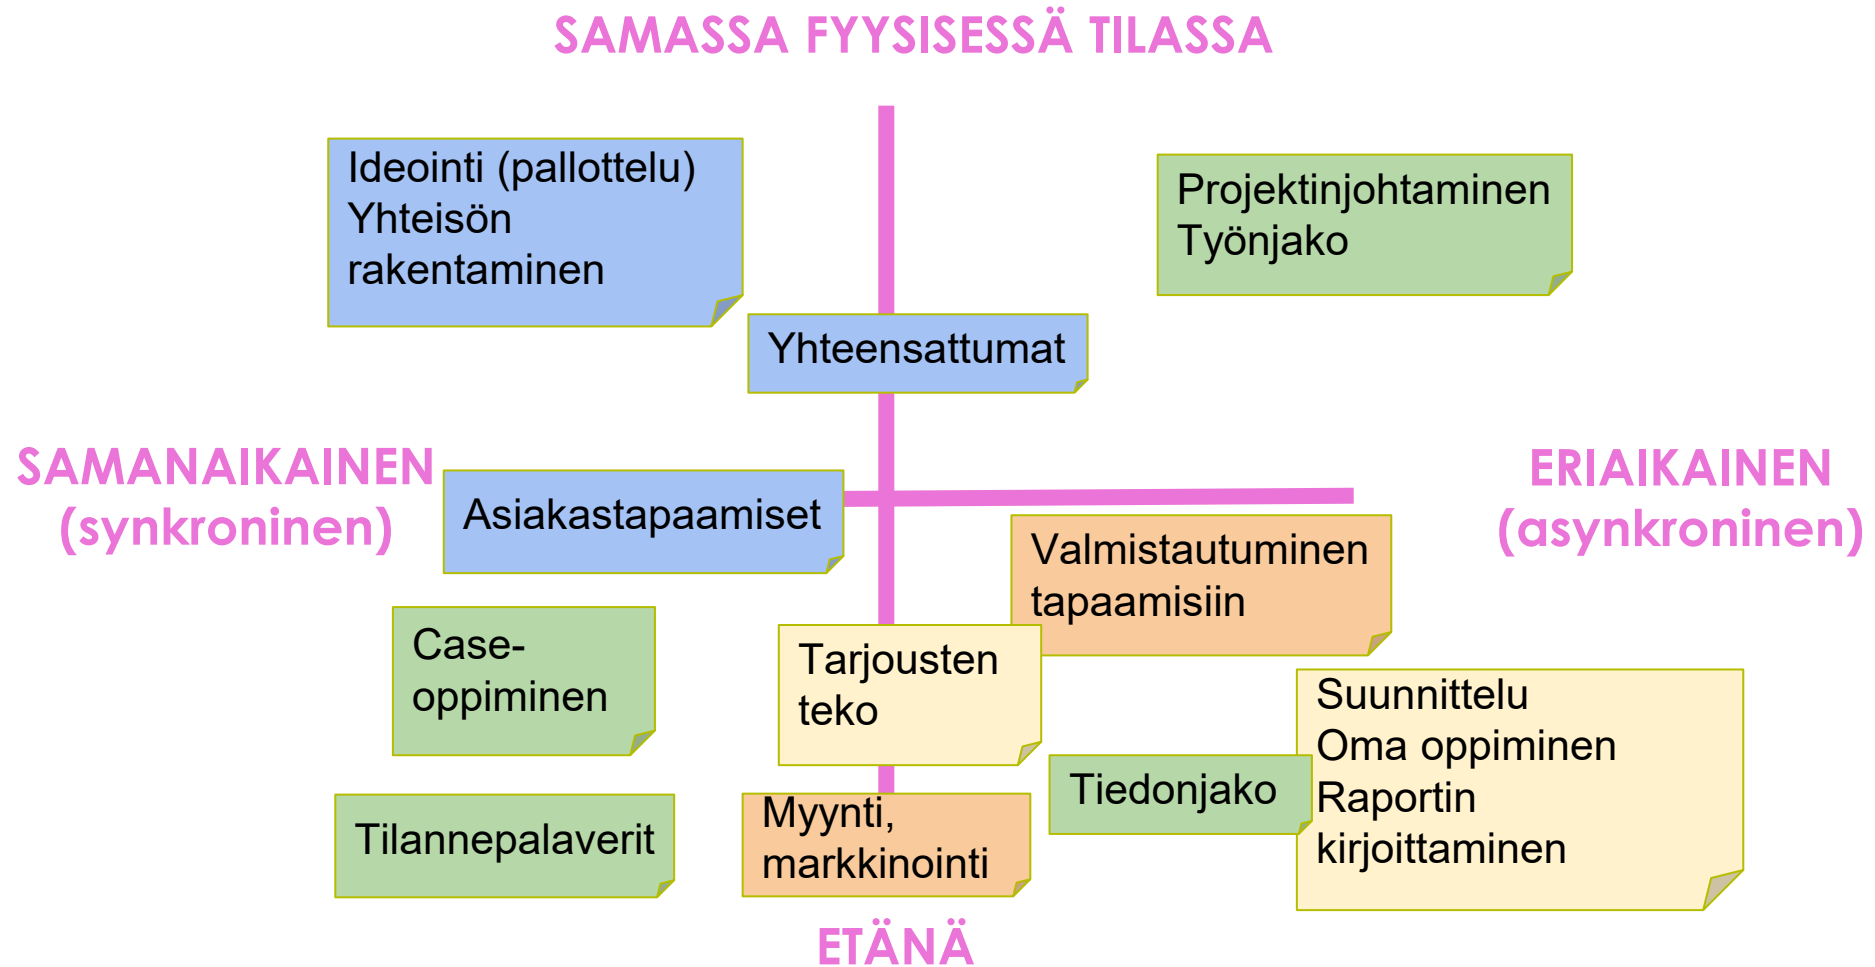 SAMASSA FYYSISESSÄ TILASSA
Ideointi (pallottelu)
Yhteisön
rakentaminen
Projektinjohtaminen
Työnjako
Yhteensattumat
SAMANAIKAINEN
(synkroninen)
Asiakastapaamiset
ERIAIKAINEN
(asynkroninen)
Valmistautuminen
tapaamisiin
Case-
oppiminen
Tarjousten
teko
Suunnittelu
Oma oppiminen
Raportin
kirjoittaminen
Tiedonjako
Tilannepalaverit
Myynti,
markkinointi
ETÄNÄ